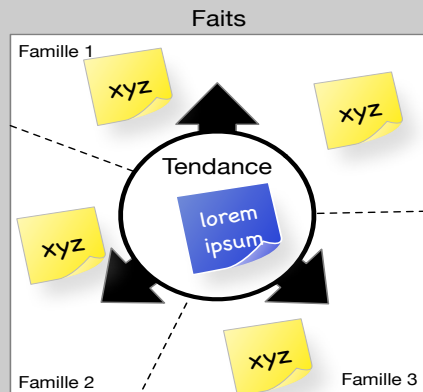 Faits
Famille 1
xyz
xyz
Tendance
lorem
ipsum
xyz
xyz
Famille 2
Famille 3